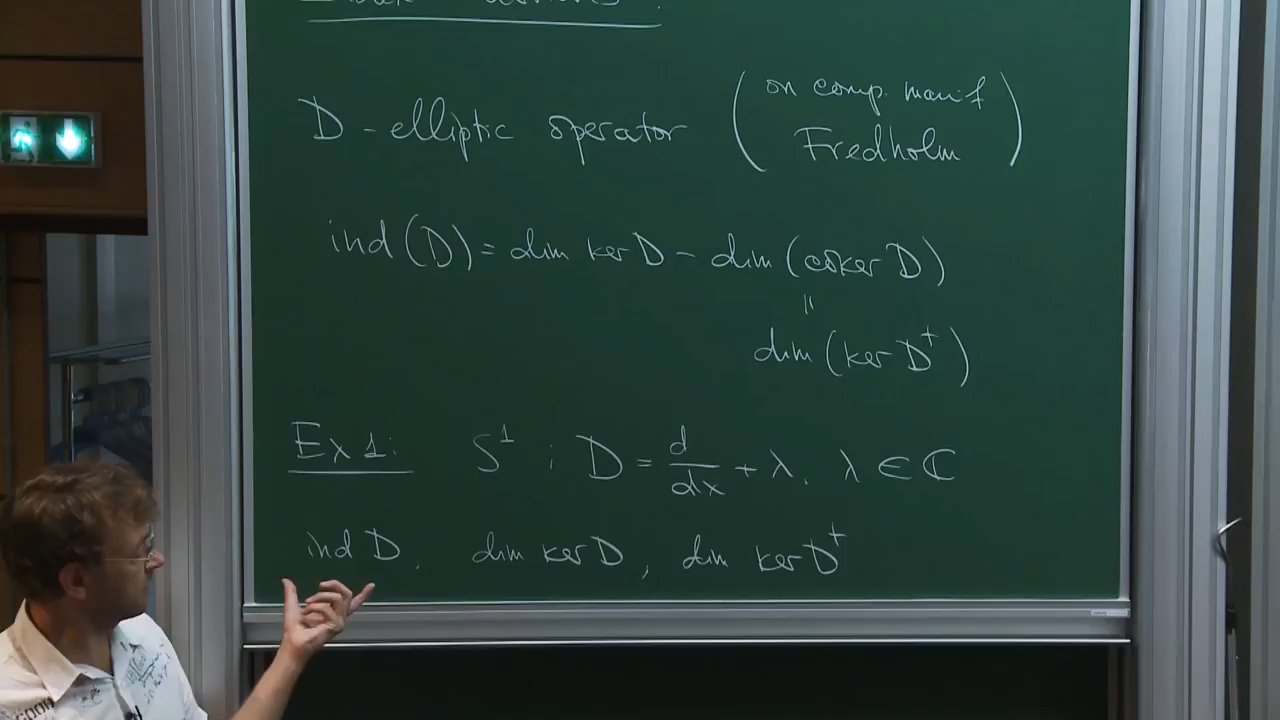 D - elliptic operator ( on comp. manif Fredholm )
ind (D) = dim ker D - dim (coker D)
=
dim (ker D⁺)
Ex 1: S¹ ; D = d/dx + λ, λ ∈ ℂ
ind D, dim ker D, dim ker D⁺